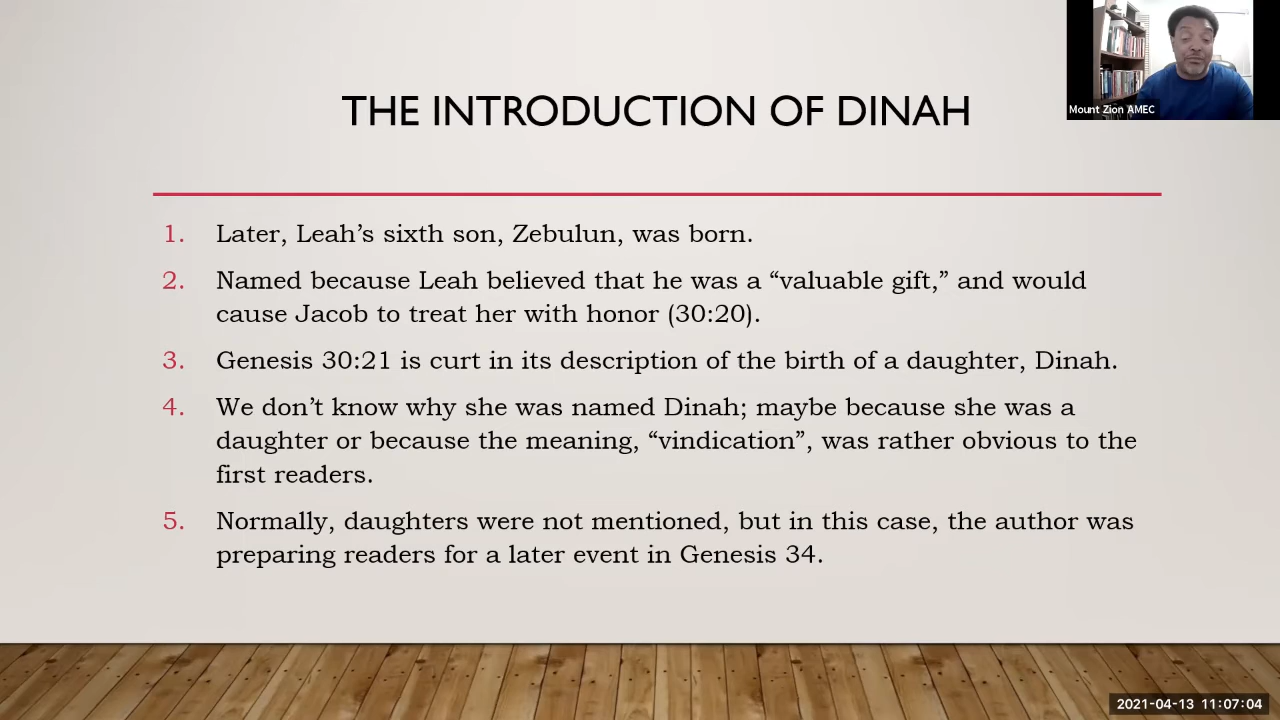 THE INTRODUCTION OF DINAH
Mount Zion AMEC
1. Later, Leah’s sixth son, Zebulun, was born.
2. Named because Leah believed that he was a “valuable gift,” and would
cause Jacob to treat her with honor (30:20).
3. Genesis 30:21 is curt in its description of the birth of a daughter, Dinah.
4. We don’t know why she was named Dinah; maybe because she was a
daughter or because the meaning, “vindication”, was rather obvious to the
first readers.
5. Normally, daughters were not mentioned, but in this case, the author was
preparing readers for a later event in Genesis 34.
2021-04-13 11:07:04